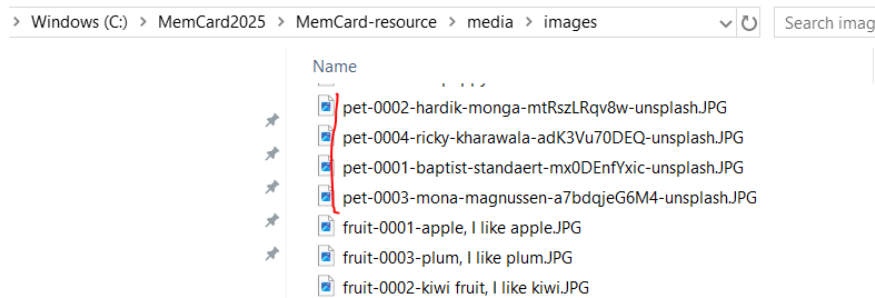 Windows (C:) > MemCard2025 > MemCard-resource > media > images
Search imag
Name
pet-0002-hardik-monga-mtRszLRqv8w-unsplash.JPG
pet-0004-ricky-kharawala-adK3Vu70DEQ-unsplash.JPG
pet-0001-baptist-standaert-mx0DEnfYxic-unsplash.JPG
pet-0003-mona-magnussen-a7bdqjeG6M4-unsplash.JPG
fruit-0001-apple, I like apple.JPG
fruit-0003-plum, I like plum.JPG
fruit-0002-kiwi fruit, I like kiwi.JPG